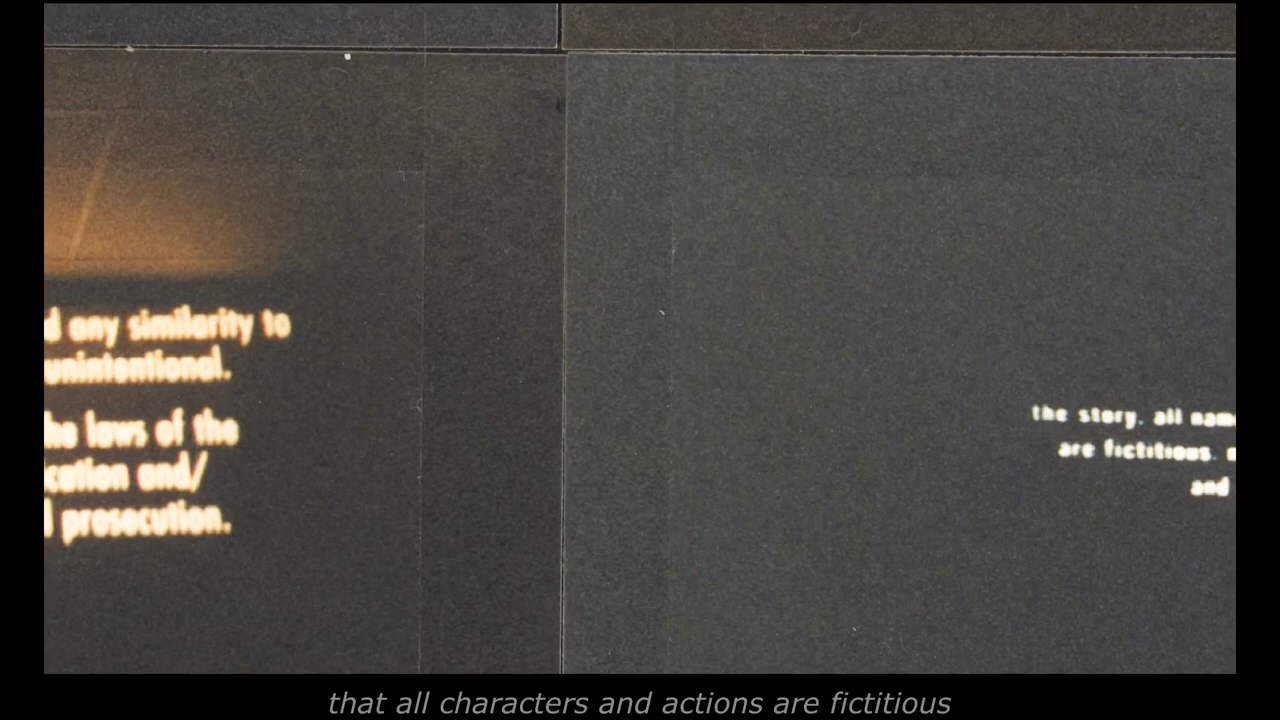 d any similarity to
unintentional.
the laws of the
cation and/
prosecution.
the story, all
are fictitious.
and
that all characters and actions are fictitious